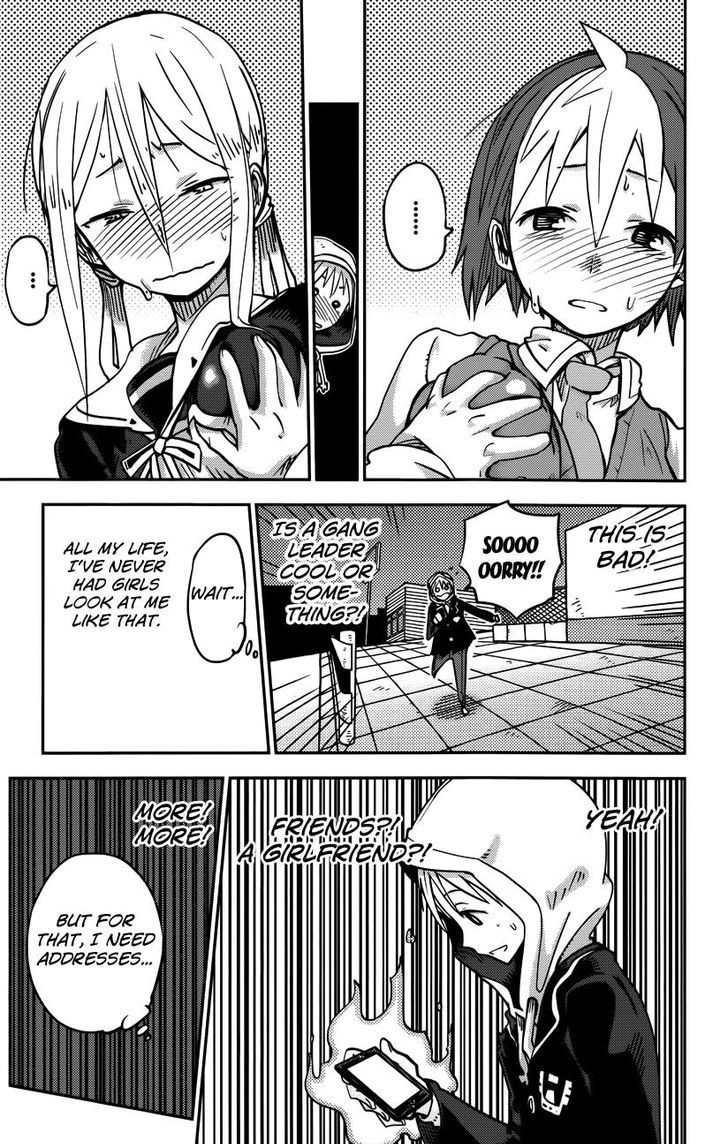 ........
....
THIS IS
BAD!
SOOOO
OORRY!!
IS A GANG
LEADER
COOL OR
SOME-
THING?!
WAIT...
ALL MY LIFE,
I'VE NEVER
HAD GIRLS
LOOK AT ME
LIKE THAT.
YEAH!
FRIENDS?!
A GIRLFRIEND?!
MORE!
MORE!
BUT FOR
THAT, I NEED
ADDRESSES...